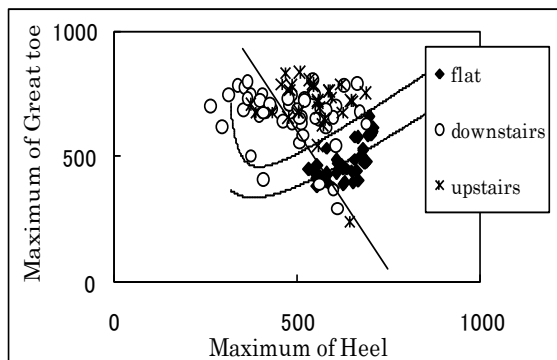 1000
500
0
0
500
1000
Maximum of Great toe
Maximum of Heel
flat
downstairs
upstairs